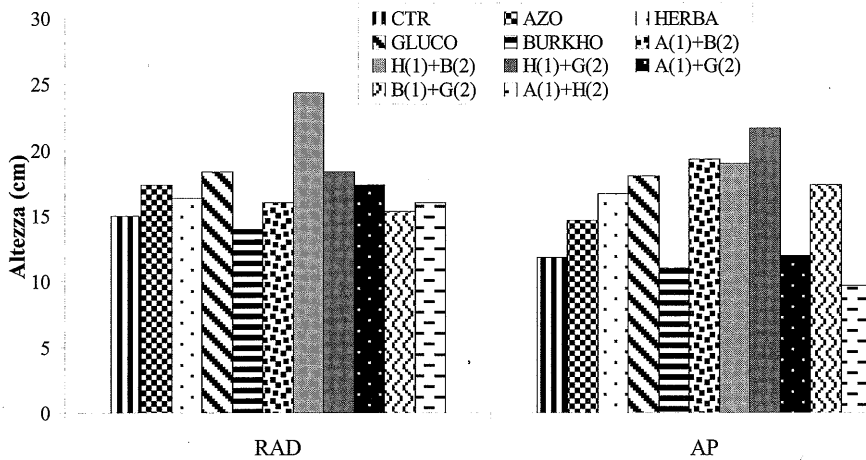 30
25
20
15
10
5
0
Altezza (cm)
CTR AZO HERBA
GLUCO BURKHO A(1)+B(2)
H(1)+B(2) H(1)+G(2) A(1)+G(2)
B(1)+G(2) A(1)+H(2)
RAD AP